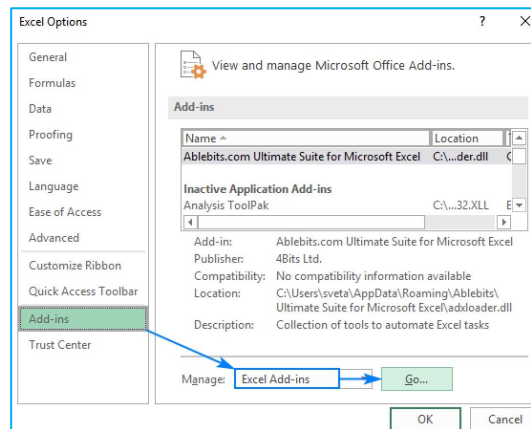 Excel Options
?
General
Formulas
Data
Proofing
Save
Language
Ease of Access
Advanced
Customize Ribbon
Quick Access Toolbar
Add-ins
Trust Center
View and manage Microsoft Office Add-ins.
Add-ins
Name Location
Ablebits.com Ultimate Suite for Microsoft Excel C:\...der.dll
Inactive Application Add-ins
Analysis ToolPak C:\...32.XLL
Add-in: Ablebits.com Ultimate Suite for Microsoft Excel
Publisher: 4Bits Ltd.
Compatibility: No compatibility information available
Location: C:\Users\sveta\AppData\Roaming\Ablebits\
Ultimate Suite for Microsoft Excel\adxloader.dll
Description: Collection of tools to automate Excel tasks
Manage: Excel Add-ins Go...
OK Cancel